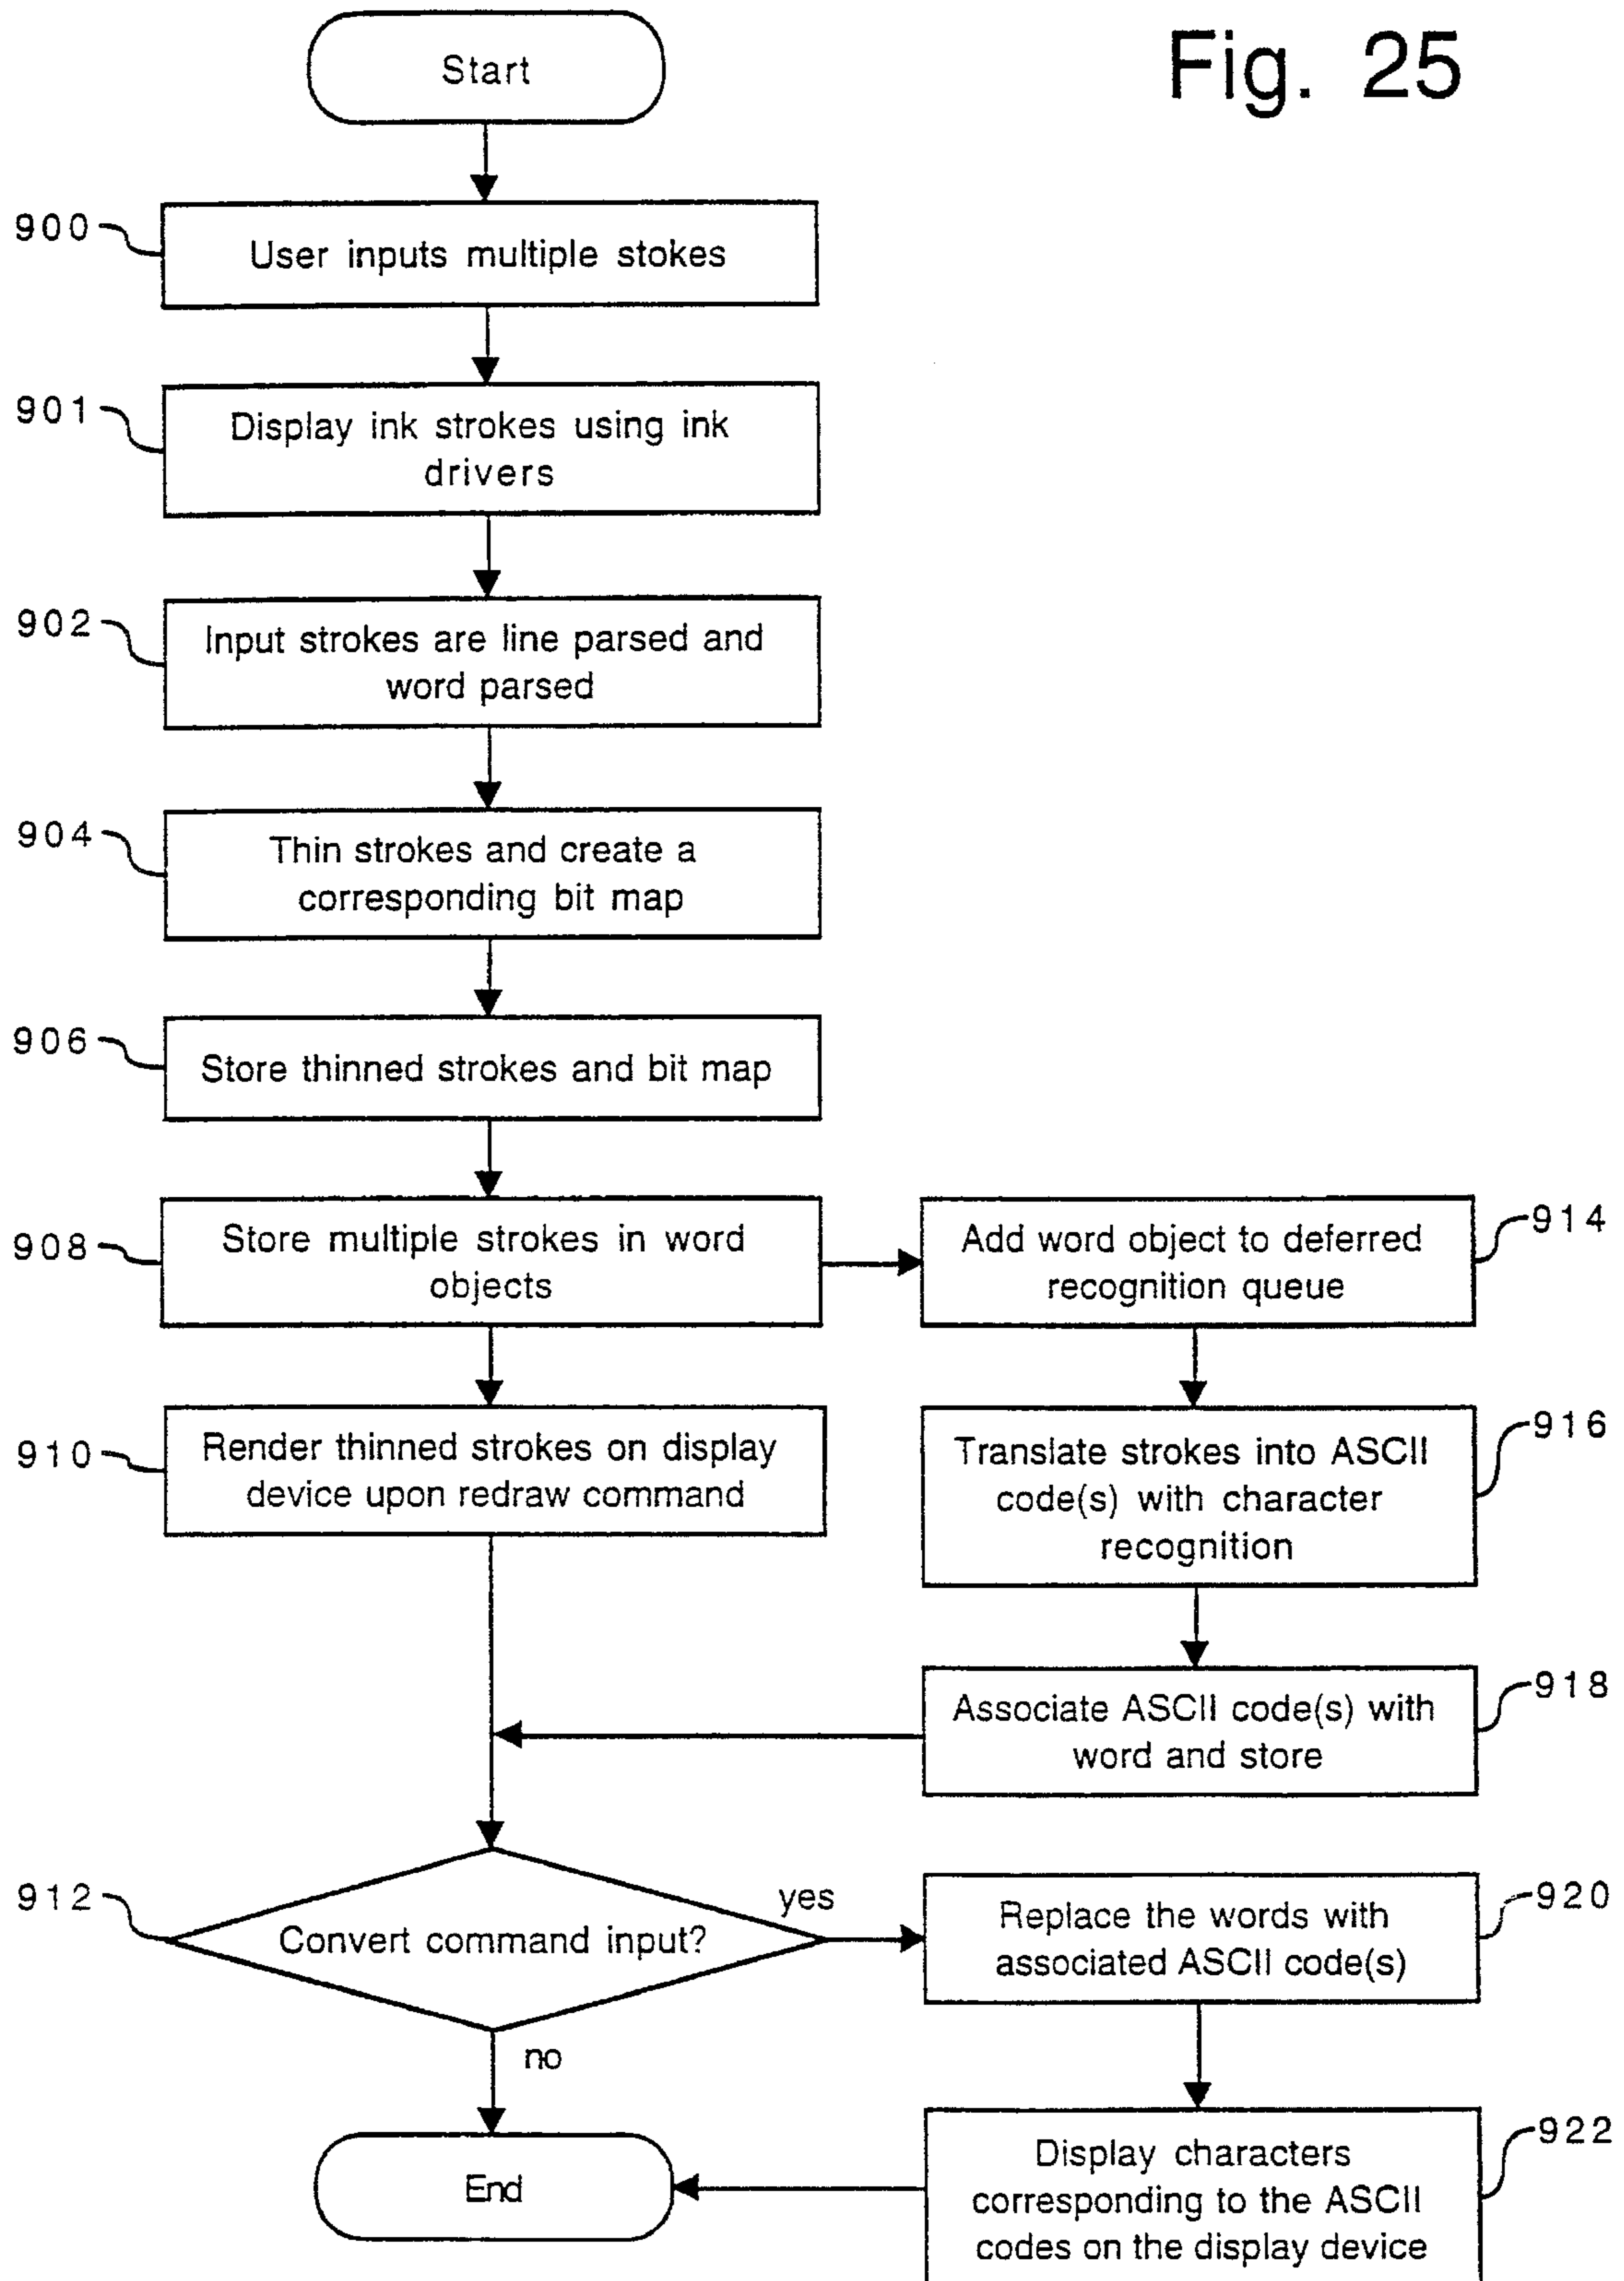 Fig. 25
Start
900
User inputs multiple stokes
901
Display ink strokes using ink
drivers
902
Input strokes are line parsed and
word parsed
904
Thin strokes and create a
corresponding bit map
906
Store thinned strokes and bit map
908
Store multiple strokes in word
objects
914
Add word object to deferred
recognition queue
910
Render thinned strokes on display
device upon redraw command
916
Translate strokes into ASCII
code(s) with character
recognition
918
Associate ASCII code(s) with
word and store
912
Convert command input?
yes
no
920
Replace the words with
associated ASCII code(s)
922
Display characters
corresponding to the ASCII
codes on the display device
End